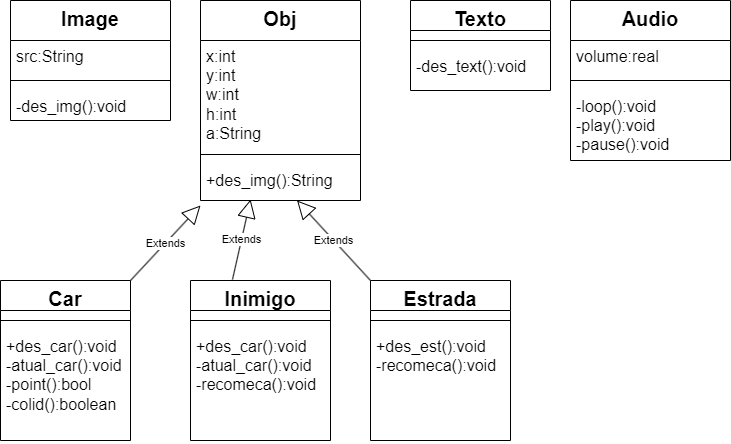 Image
src:String
-des_img():void
Obj
x:int
y:int
w:int
h:int
a:String
+des_img():String
Texto
-des_text():void
Audio
volume:real
-loop():void
-play():void
-pause():void
Extends
Extends
Extends
Car
+des_car():void
-atual_car():void
-point():bool
-colid():boolean
Inimigo
+des_car():void
-atual_car():void
-recomeca():void
Estrada
+des_est():void
-recomeca():void